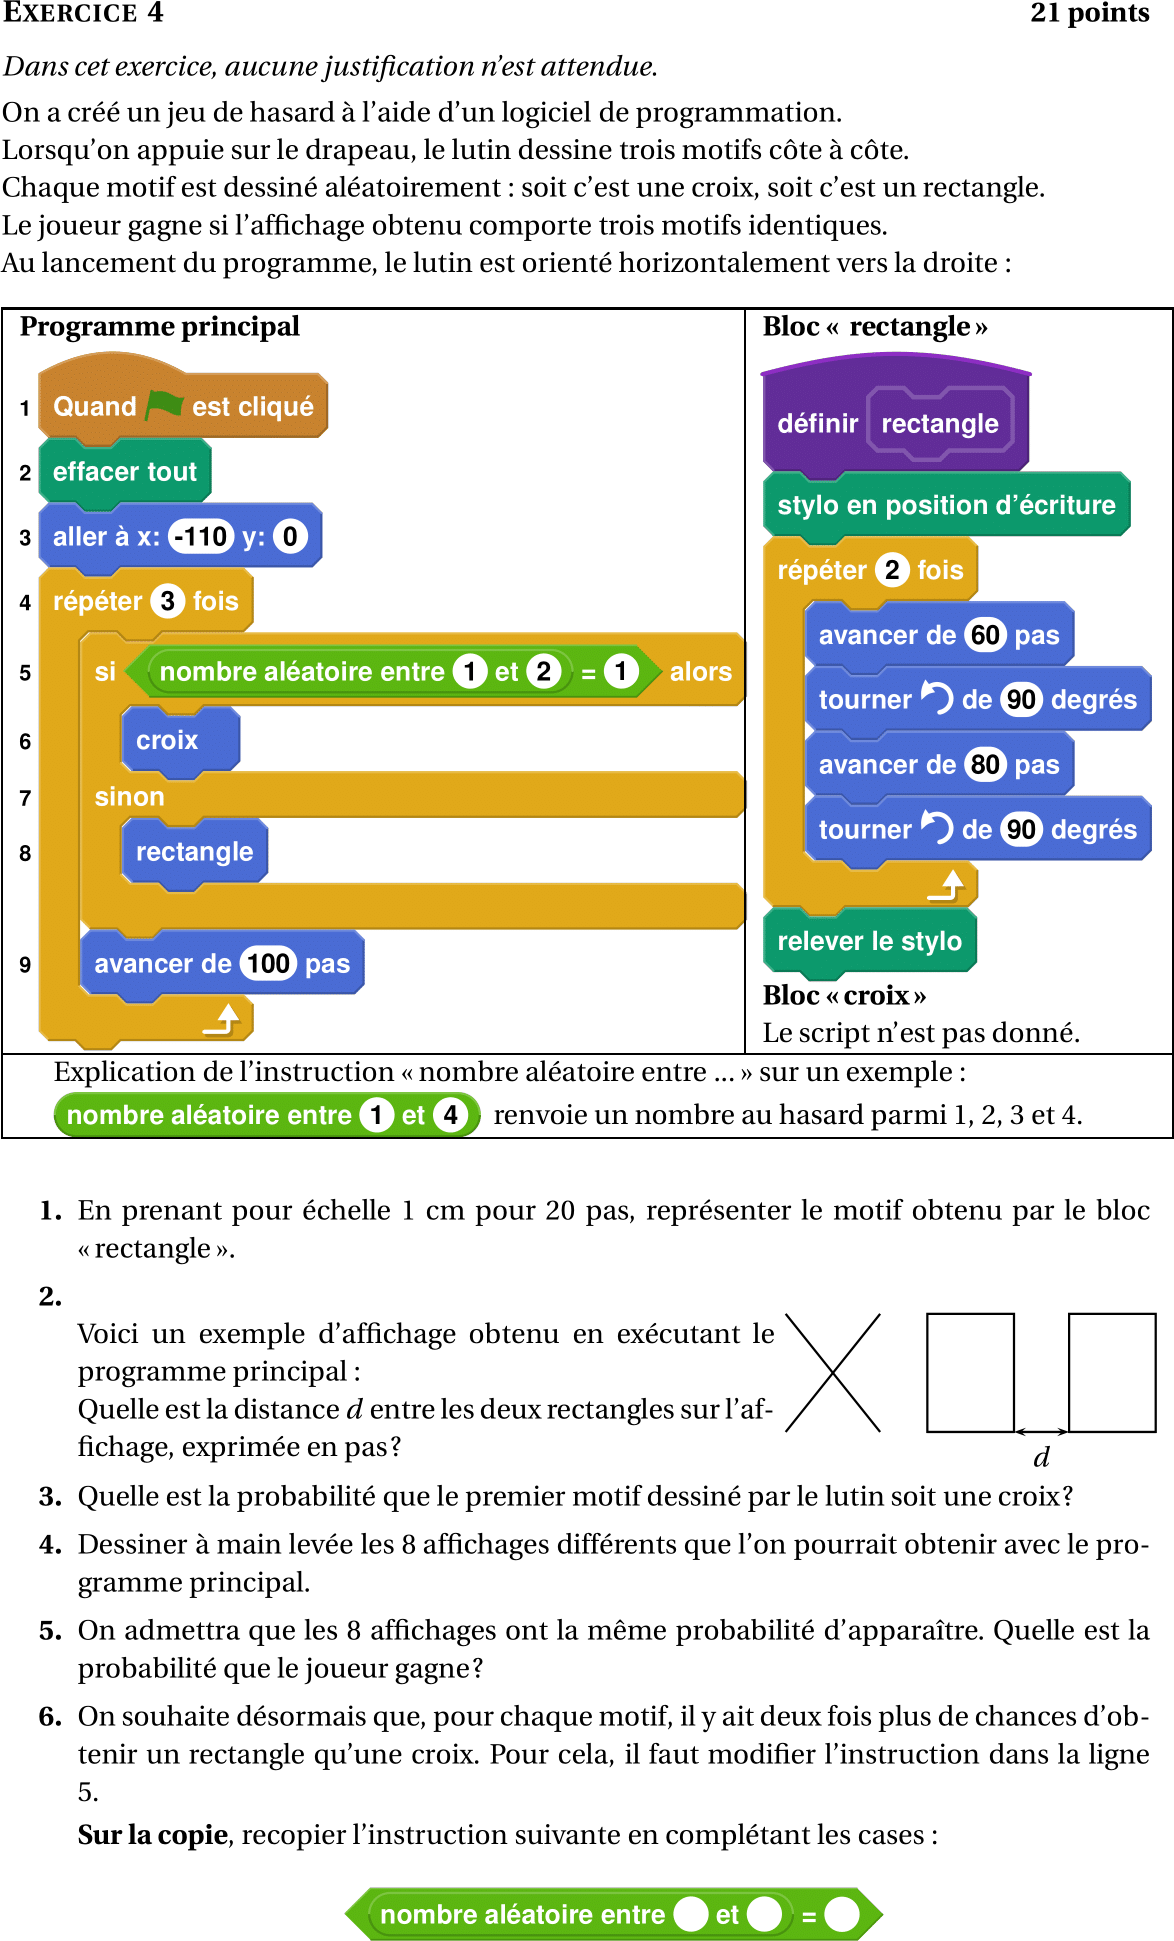 EXERCICE 4 21 points
Dans cet exercice, aucune justification n'est attendue.
On a créé un jeu de hasard à l'aide d'un logiciel de programmation.
Lorsqu'on appuie sur le drapeau, le lutin dessine trois motifs côte à côte.
Chaque motif est dessiné aléatoirement : soit c'est une croix, soit c'est un rectangle.
Le joueur gagne si l'affichage obtenu comporte trois motifs identiques.
Au lancement du programme, le lutin est orienté horizontalement vers la droite :
Programme principal
1 Quand est cliqué
2 effacer tout
3 aller à x: -110 y: 0
4 répéter 3 fois
5 si nombre aléatoire entre 1 et 2 = 1 alors
6 croix
7 sinon
8 rectangle
9 avancer de 100 pas
Bloc « rectangle »
définir rectangle
stylo en position d'écriture
répéter 2 fois
avancer de 60 pas
tourner de 90 degrés
avancer de 80 pas
tourner de 90 degrés
relever le stylo
Bloc « croix »
Le script n'est pas donné.
Explication de l'instruction « nombre aléatoire entre ... » sur un exemple :
nombre aléatoire entre 1 et 4 renvoie un nombre au hasard parmi 1, 2, 3 et 4.
1. En prenant pour échelle 1 cm pour 20 pas, représenter le motif obtenu par le bloc
« rectangle ».
2.
Voici un exemple d'affichage obtenu en exécutant le
programme principal :
Quelle est la distance d entre les deux rectangles sur l'af-
fichage, exprimée en pas ?
d
3. Quelle est la probabilité que le premier motif dessiné par le lutin soit une croix ?
4. Dessiner à main levée les 8 affichages différents que l'on pourrait obtenir avec le pro-
gramme principal.
5. On admettra que les 8 affichages ont la même probabilité d'apparaître. Quelle est la
probabilité que le joueur gagne ?
6. On souhaite désormais que, pour chaque motif, il y ait deux fois plus de chances d'ob-
tenir un rectangle qu'une croix. Pour cela, il faut modifier l'instruction dans la ligne
5.
Sur la copie, recopier l'instruction suivante en complétant les cases :
nombre aléatoire entre et =